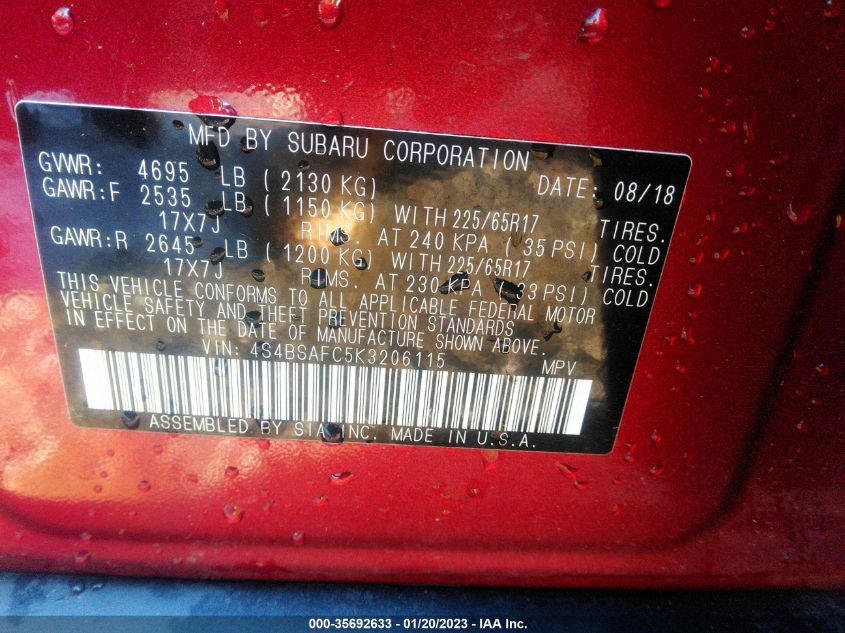 MFD BY SUBARU CORPORATION
GVWR: 4695 LB ( 2130 KG) DATE: 08/18
GAWR:F 2535 LB ( 1150 KG) WITH 225/65R17 TIRES.
17X7J RIMS. AT 240 KPA ( 35 PSI) COLD
GAWR:R 2645 LB ( 1200 KG) WITH 225/65R17 TIRES.
17X7J RIMS. AT 230 KPA PSI) COLD
THIS VEHICLE CONFORMS TO ALL APPLICABLE FEDERAL MOTOR
VEHICLE SAFETY AND THEFT PREVENTION STANDARDS
IN EFFECT ON THE DATE OF MANUFACTURE SHOWN ABOVE.
VIN: 4S4BSAFC5K3206115 MPV
ASSEMBLED BY SIA, INC. MADE IN U.S.A.
000-35692633 - 01/20/2023 - IAA Inc.